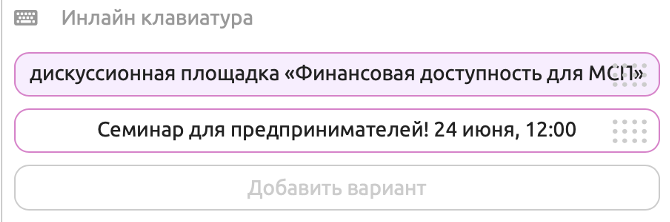 Инлайн клавиатура
дискуссионная площадка «Финансовая доступность для МСП»
Семинар для предпринимателей! 24 июня, 12:00
Добавить вариант